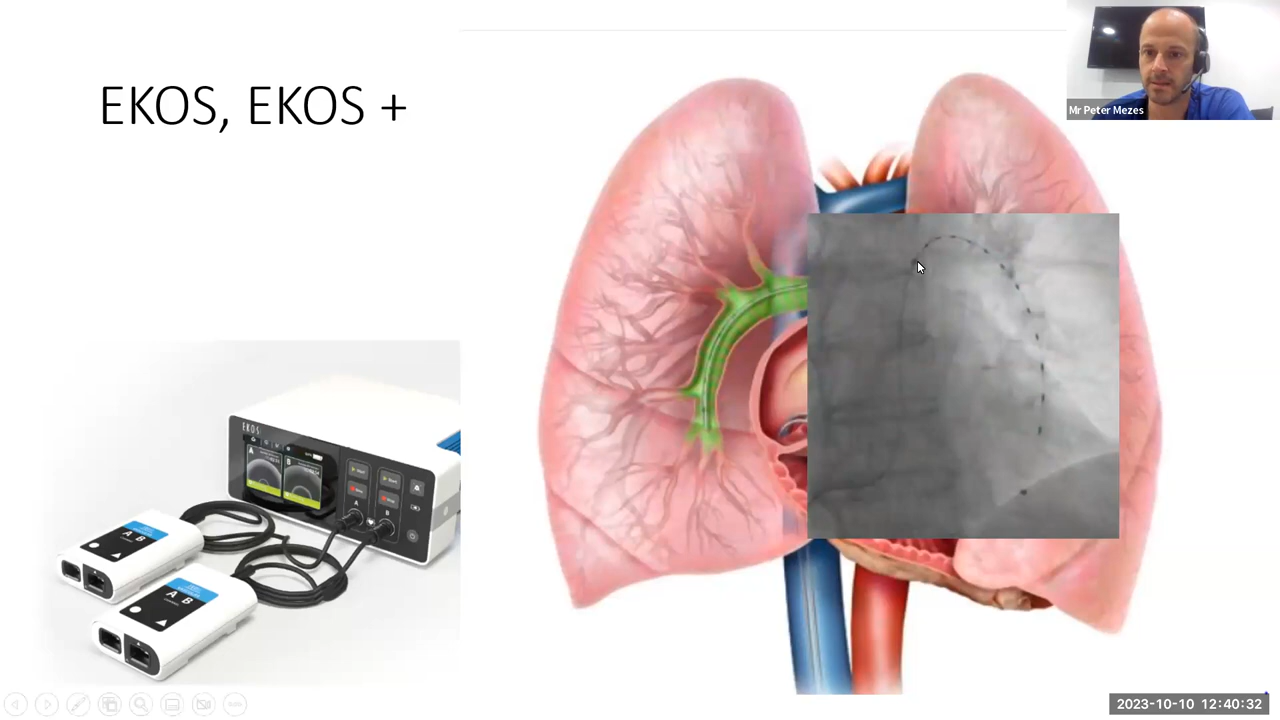 EKOS, EKOS +
Mr Peter Mezes
EKOS
A B
A B
A B
A B
2023-10-10 12:40:32